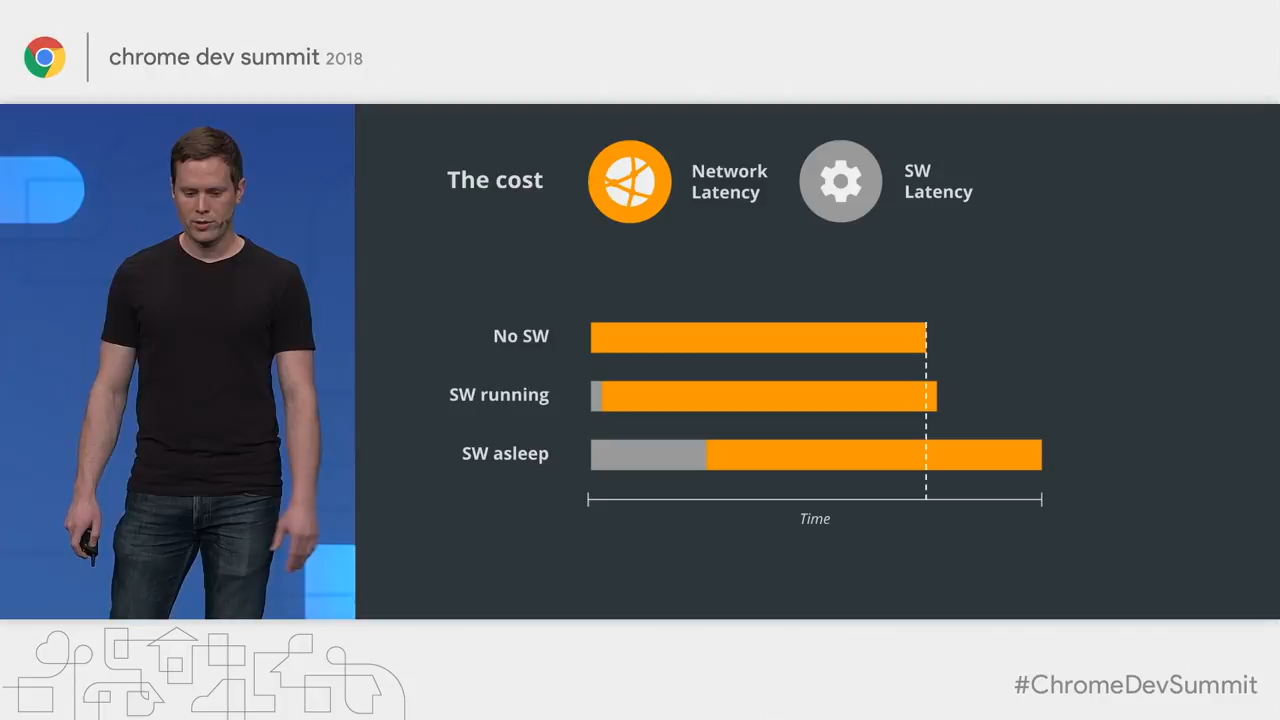 chrome dev summit 2018
The cost
Network
Latency
SW
Latency
No SW
SW running
SW asleep
Time
#ChromeDevSummit